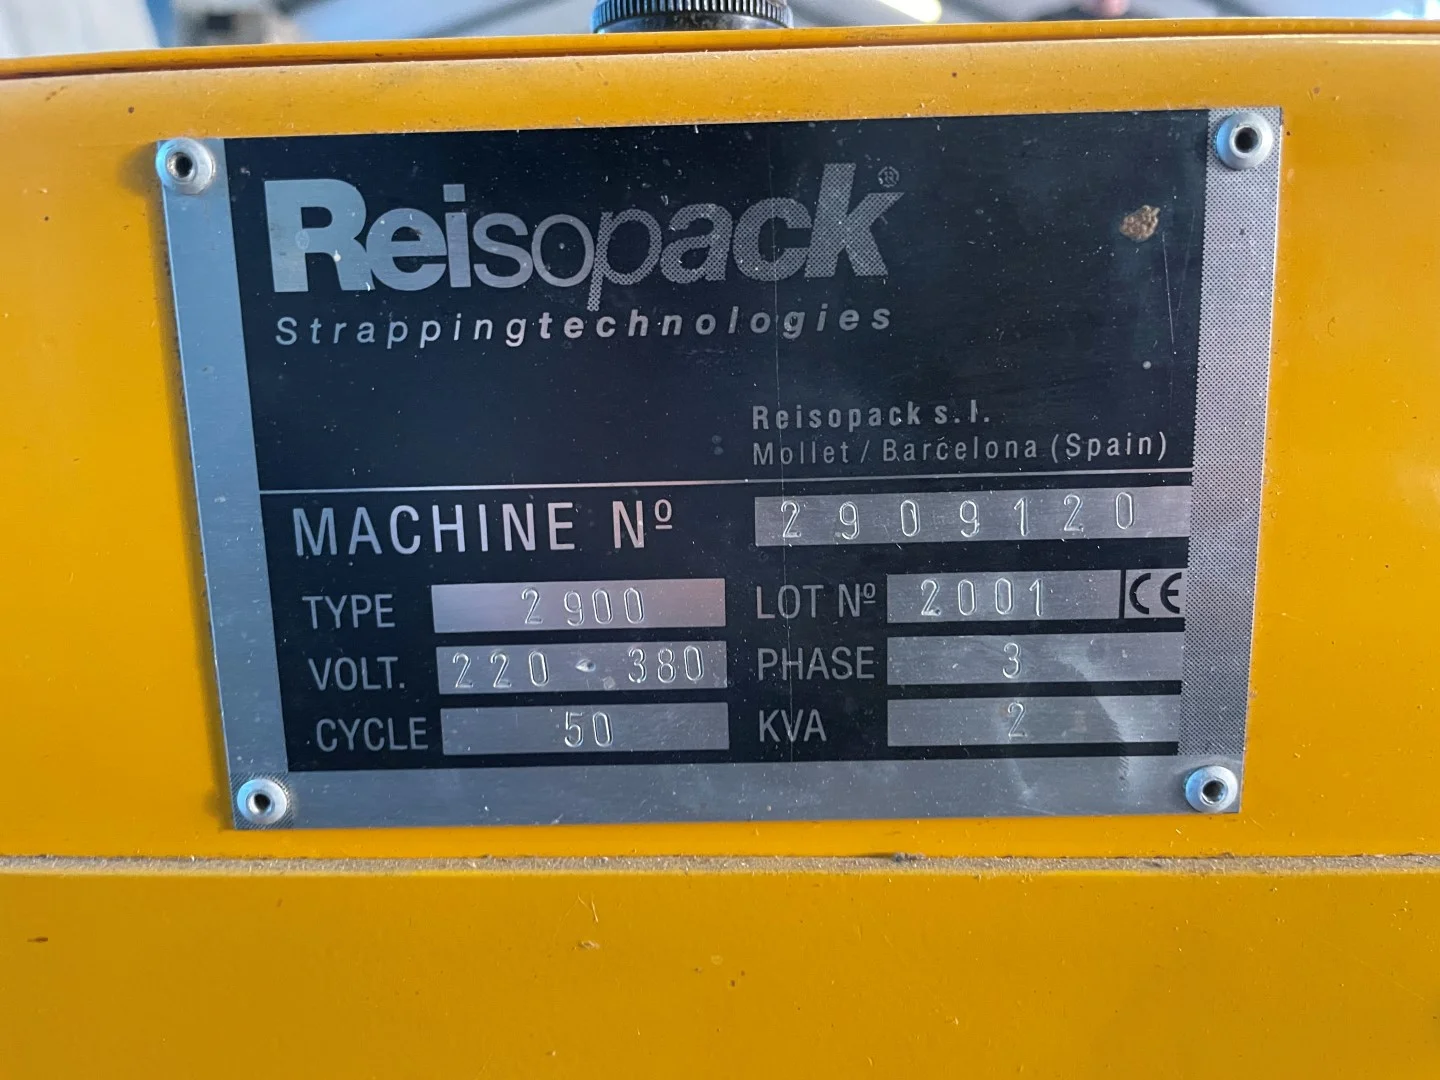 Reisopack®
Strappingtechnologies
Reisopack s.l.
Mollet / Barcelona (Spain)
MACHINE Nº 2909120
TYPE 2900 LOT Nº 2001 CE
VOLT. 220 - 380 PHASE 3
CYCLE 50 KVA 2